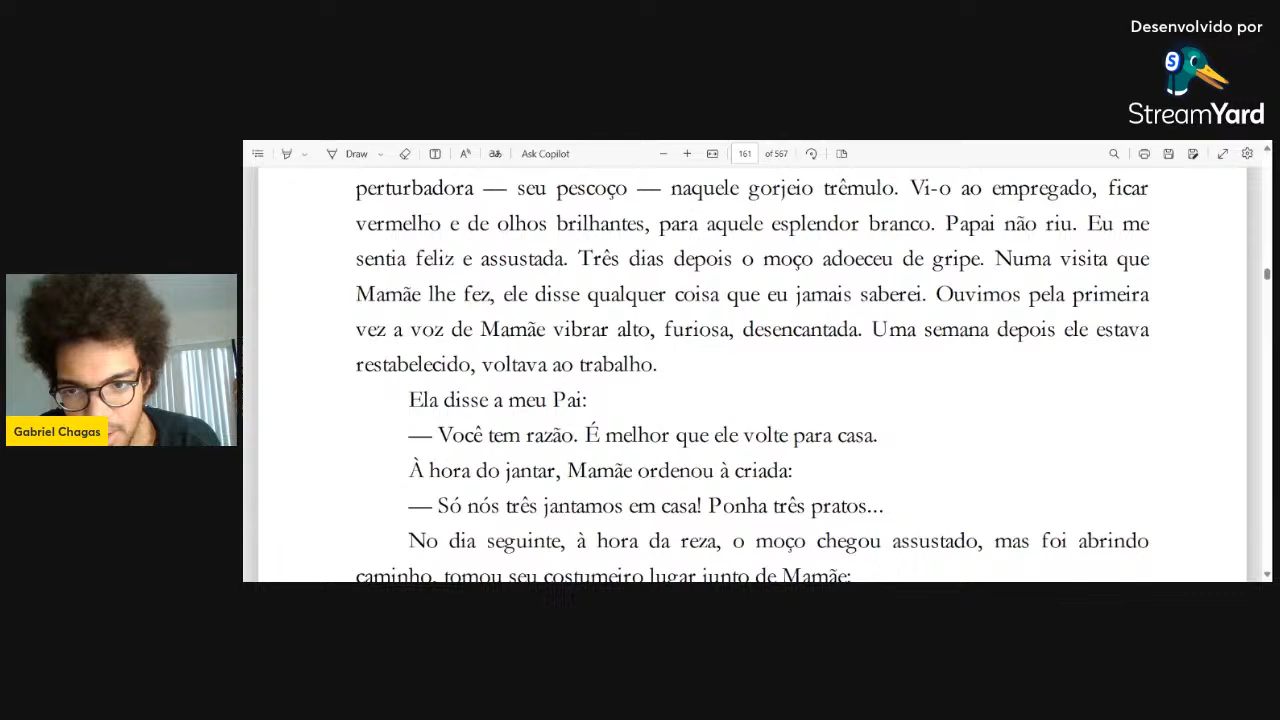 Desenvolvido por
S
StreamYard
Draw
Ask Copilot
161 of 567
perturbadora — seu pescoço — naquele gorjeio trêmulo. Vi-o ao empregado, ficar
vermelho e de olhos brilhantes, para aquele esplendor branco. Papai não riu. Eu me
sentia feliz e assustada. Três dias depois o moço adoeceu de gripe. Numa visita que
Mamãe lhe fez, ele disse qualquer coisa que eu jamais saberei. Ouvimos pela primeira
vez a voz de Mamãe vibrar alto, furiosa, desencantada. Uma semana depois ele estava
restabelecido, voltava ao trabalho.
Ela disse a meu Pai:
— Você tem razão. É melhor que ele volte para casa.
À hora do jantar, Mamãe ordenou à criada:
— Só nós três jantamos em casa! Ponha três pratos...
No dia seguinte, à hora da reza, o moço chegou assustado, mas foi abrindo
caminho, tomou seu costumeiro lugar junto de Mamãe:
Gabriel Chagas